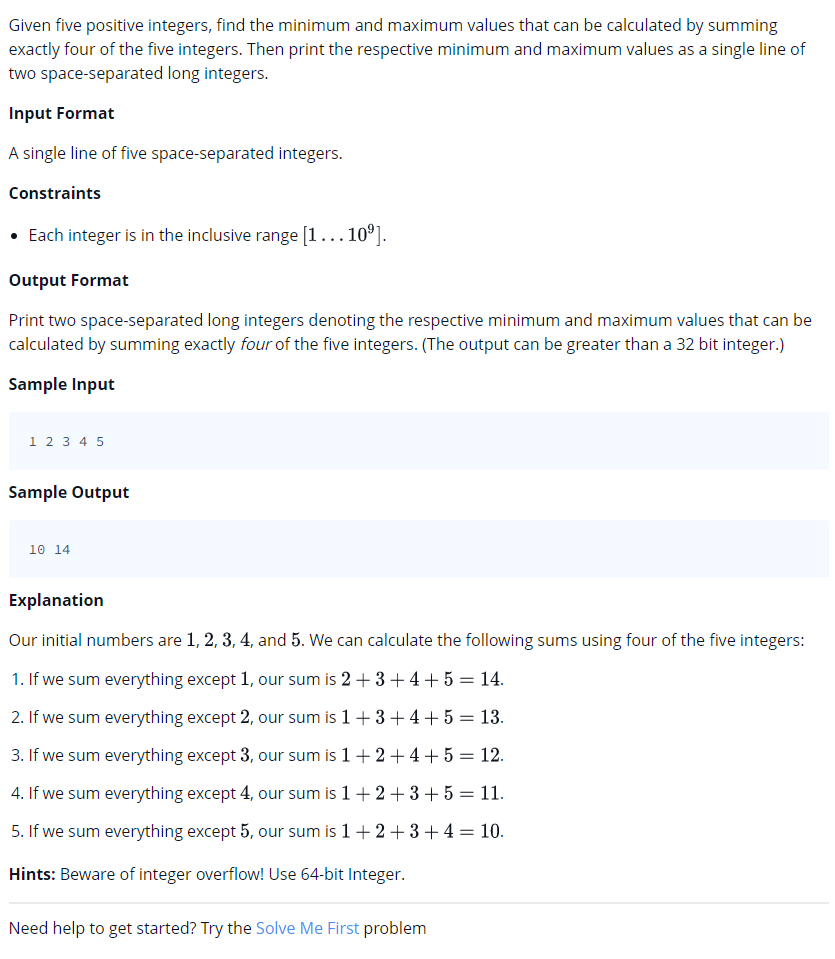 Given five positive integers, find the minimum and maximum values that can be calculated by summing
exactly four of the five integers. Then print the respective minimum and maximum values as a single line of
two space-separated long integers.
Input Format
A single line of five space-separated integers.
Constraints
• Each integer is in the inclusive range [1 . . . 10⁹].
Output Format
Print two space-separated long integers denoting the respective minimum and maximum values that can be
calculated by summing exactly four of the five integers. (The output can be greater than a 32 bit integer.)
Sample Input
1 2 3 4 5
Sample Output
10 14
Explanation
Our initial numbers are 1, 2, 3, 4, and 5. We can calculate the following sums using four of the five integers:
1. If we sum everything except 1, our sum is 2 + 3 + 4 + 5 = 14.
2. If we sum everything except 2, our sum is 1 + 3 + 4 + 5 = 13.
3. If we sum everything except 3, our sum is 1 + 2 + 4 + 5 = 12.
4. If we sum everything except 4, our sum is 1 + 2 + 3 + 5 = 11.
5. If we sum everything except 5, our sum is 1 + 2 + 3 + 4 = 10.
Hints: Beware of integer overflow! Use 64-bit Integer.
Need help to get started? Try the Solve Me First problem